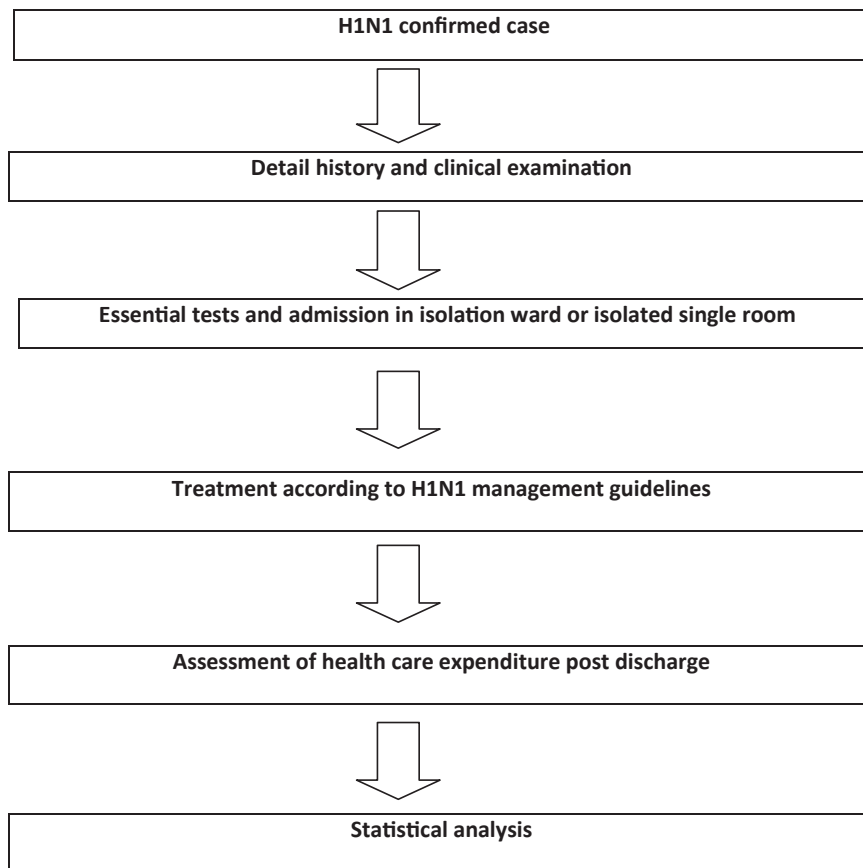 H1N1 confirmed case
Detail history and clinical examination
Essential tests and admission in isolation ward or isolated single room
Treatment according to H1N1 management guidelines
Assessment of health care expenditure post discharge
Statistical analysis